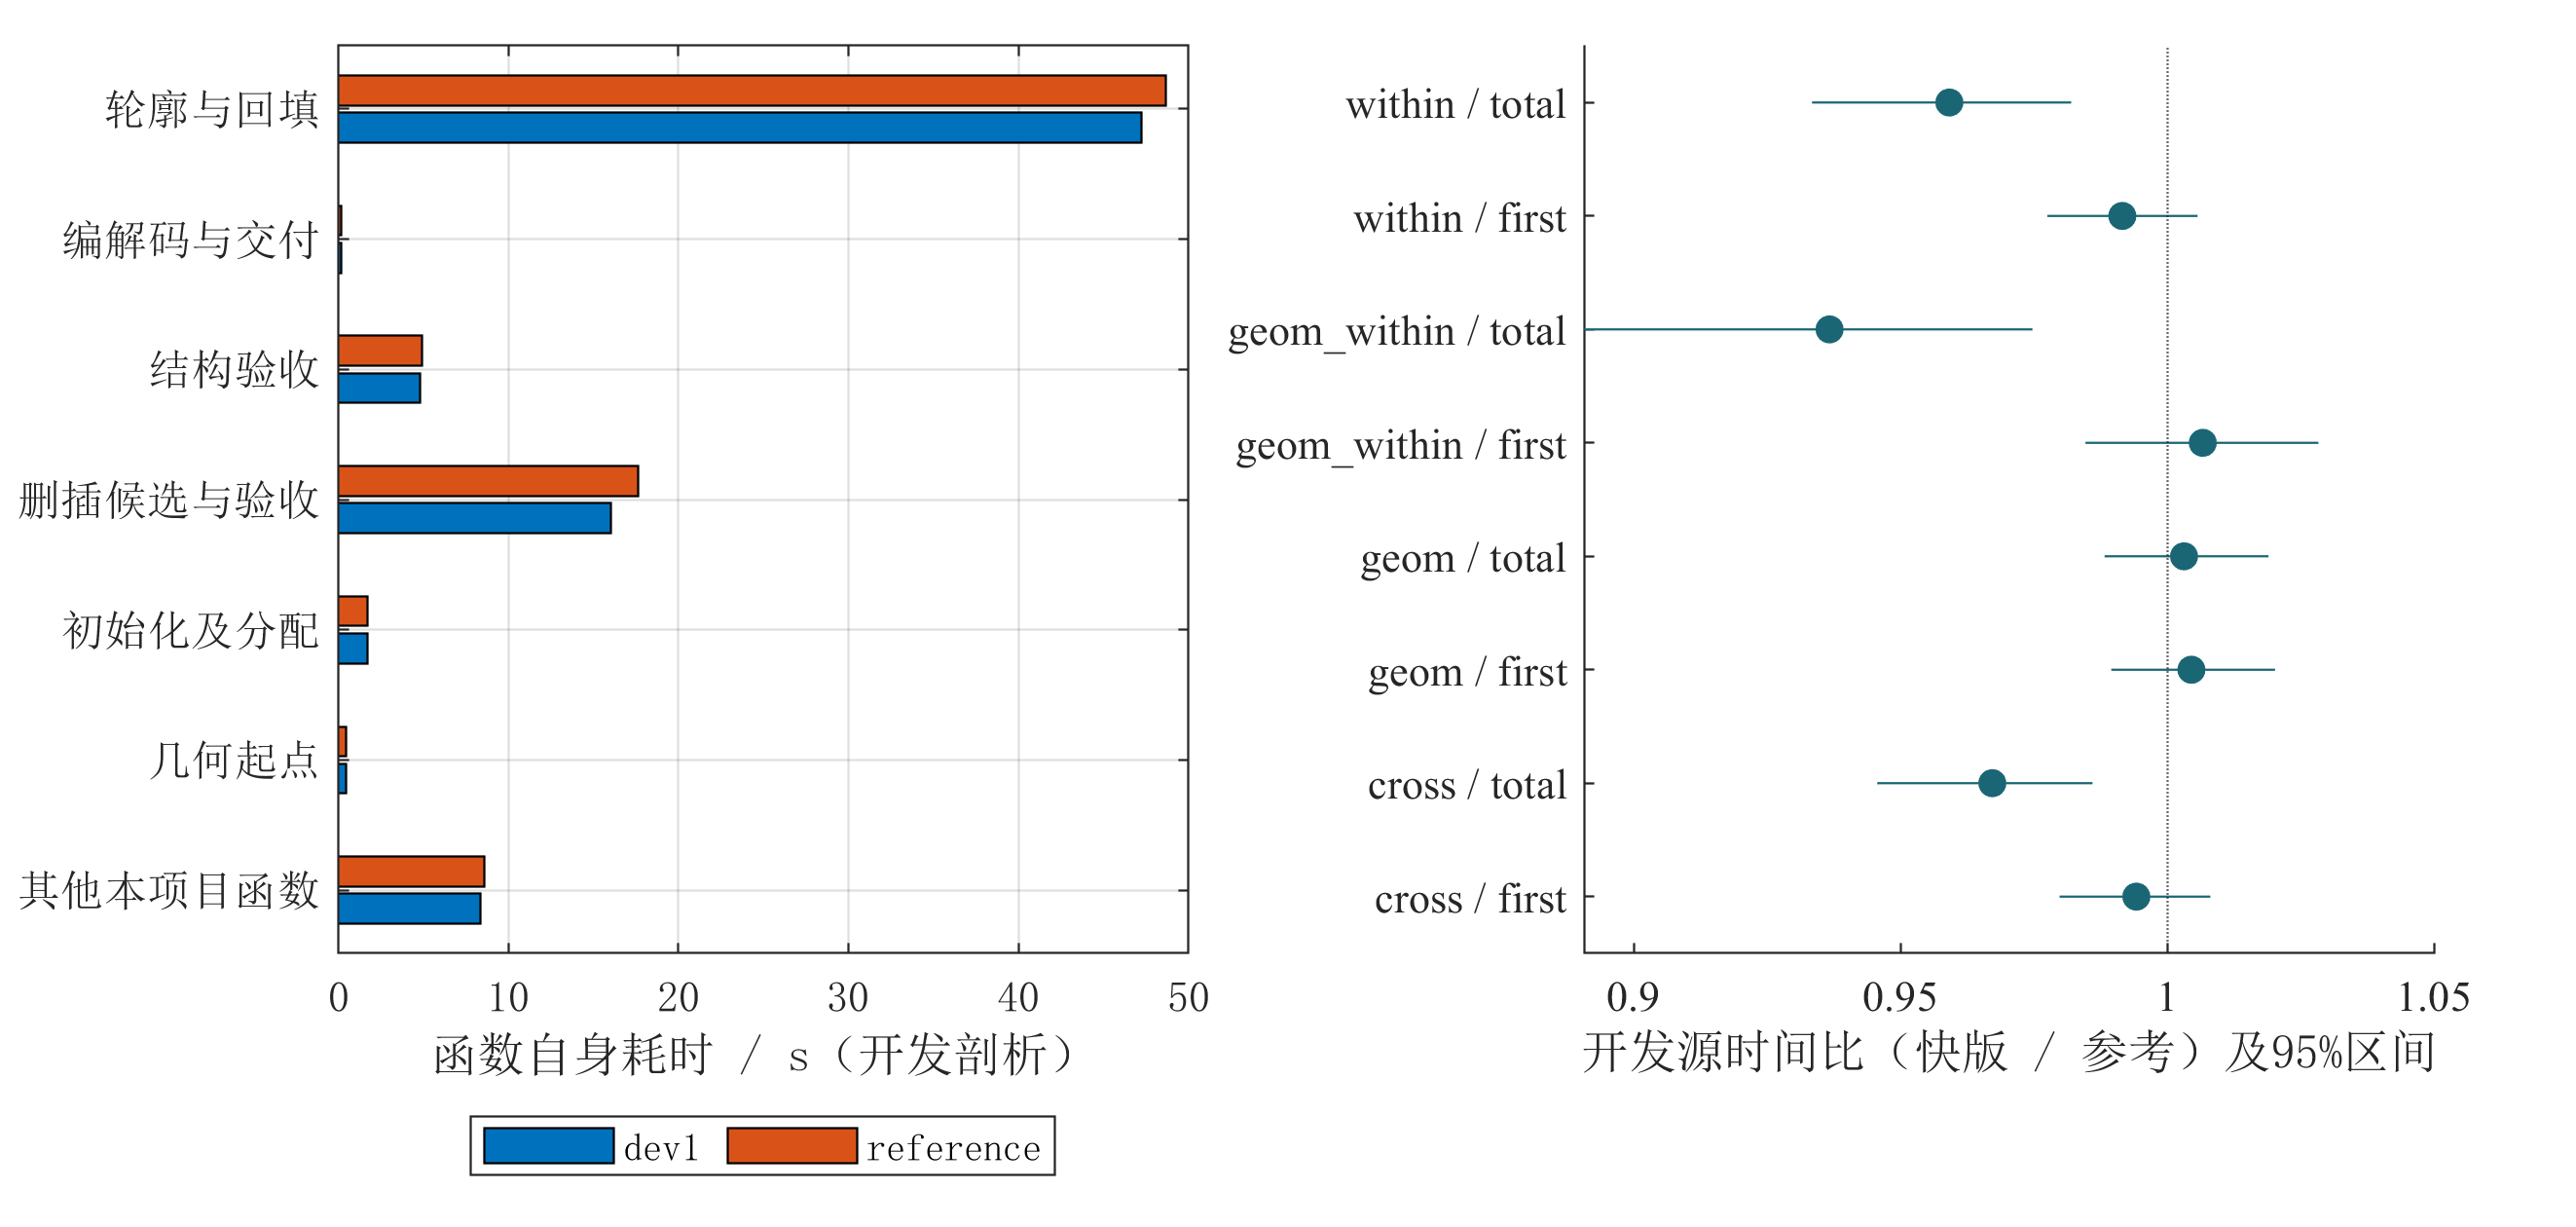 轮廓与回填
编解码与交付
结构验收
删插候选与验收
初始化及分配
几何起点
其他本项目函数
0 10 20 30 40 50
函数自身耗时 / s（开发剖析）
dev1 reference
within / total
within / first
geom_within / total
geom_within / first
geom / total
geom / first
cross / total
cross / first
0.9 0.95 1 1.05
开发源时间比（快版 / 参考）及95%区间